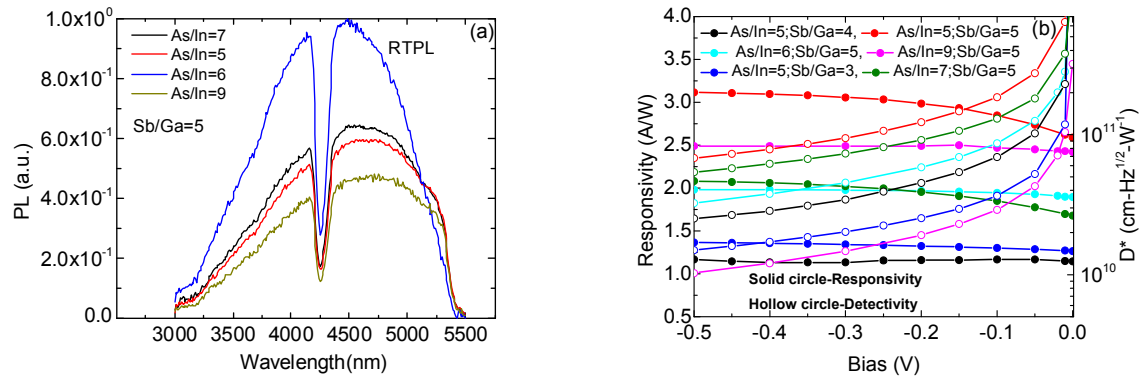 1.0x10⁰
8.0x10⁻¹
6.0x10⁻¹
4.0x10⁻¹
2.0x10⁻¹
0.0
PL (a.u.)
As/In=7
As/In=5
As/In=6
As/In=9
Sb/Ga=5
RTPL
(a)
3000 3500 4000 4500 5000 5500
Wavelength(nm)
4.0
3.5
3.0
2.5
2.0
1.5
1.0
0.5
Responsivity (A/W)
As/In=5;Sb/Ga=4, As/In=5;Sb/Ga=5
As/In=6;Sb/Ga=5, As/In=9;Sb/Ga=5
As/In=5;Sb/Ga=3, As/In=7;Sb/Ga=5
(b)
Solid circle-Responsivity
Hollow circle-Detectivity
-0.5 -0.4 -0.3 -0.2 -0.1 0.0
Bias (V)
10¹¹
10¹⁰
D* (cm-Hz¹/²-W⁻¹)